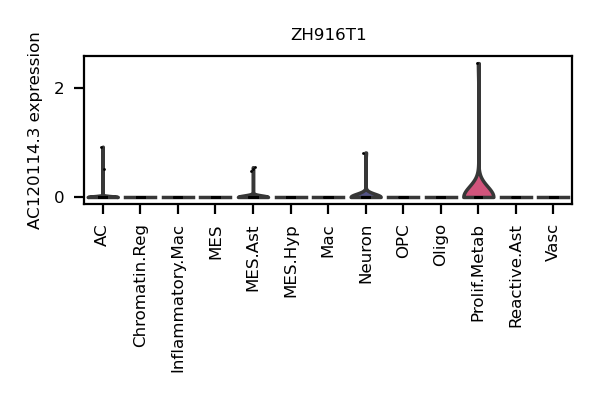 ZH916T1
AC120114.3 expression
2
0
AC
Chromatin.Reg
Inflammatory.Mac
MES
MES.Ast
MES.Hyp
Mac
Neuron
OPC
Oligo
Prolif.Metab
Reactive.Ast
Vasc